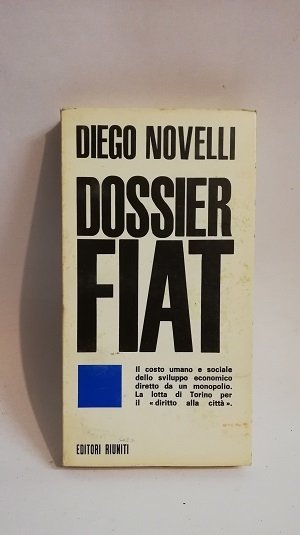 DIEGO NOVELLI
DOSSIER
FIAT
Il costo umano e sociale
dello sviluppo economico
diretto da un monopolio.
La lotta di Torino per
il « diritto alla città ».
EDITORI RIUNITI